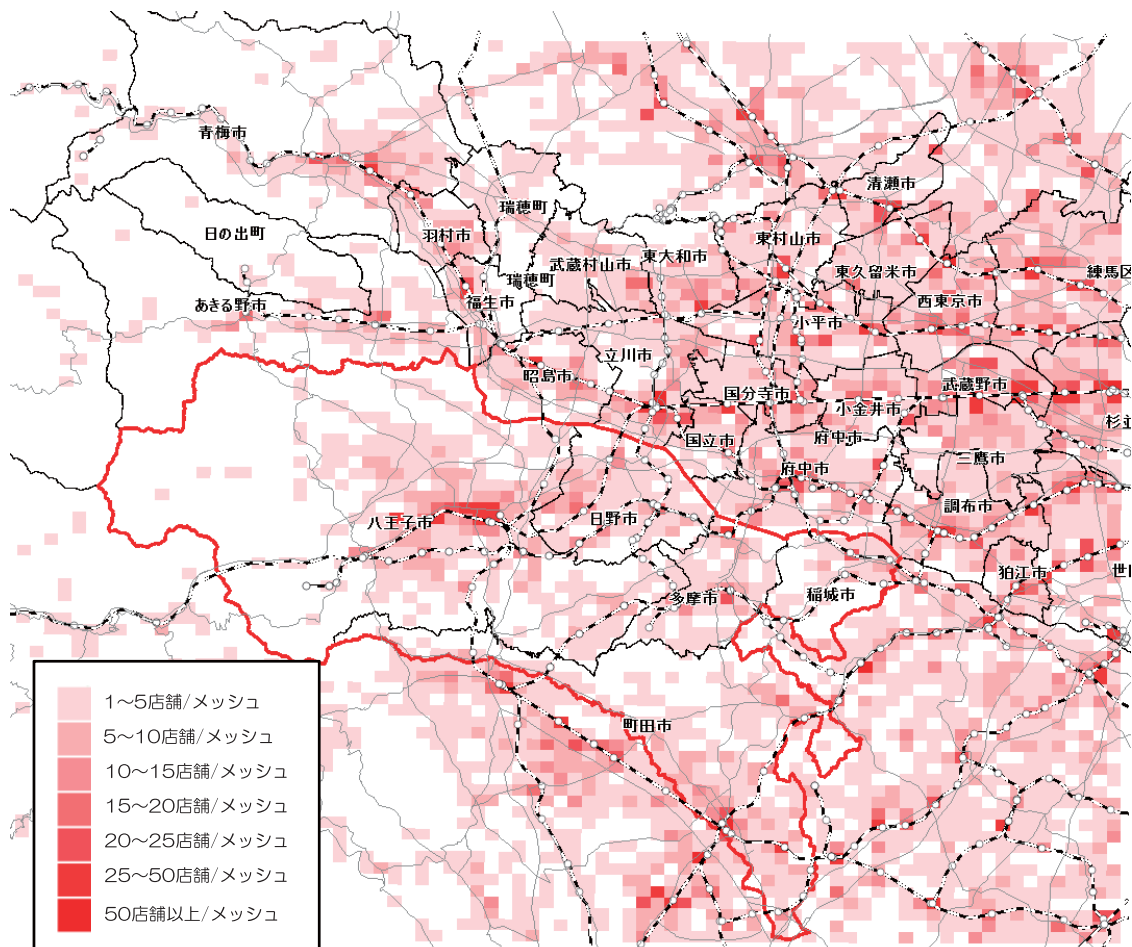 青梅市
清瀬市
瑞穂町
日の出町
羽村市
東村山市
東大和市
武蔵村山市
東久留米市
練馬区
瑞穂町
あきる野市
福生市
西東京市
小平市
立川市
昭島市
武蔵野市
国分寺市
小金井市
杉並
国立市
府中市
三鷹市
府中市
調布市
八王子市
日野市
狛江市
世田
多摩市
稲城市
町田市
1〜5店舗/メッシュ
5〜10店舗/メッシュ
10〜15店舗/メッシュ
15〜20店舗/メッシュ
20〜25店舗/メッシュ
25〜50店舗/メッシュ
50店舗以上/メッシュ